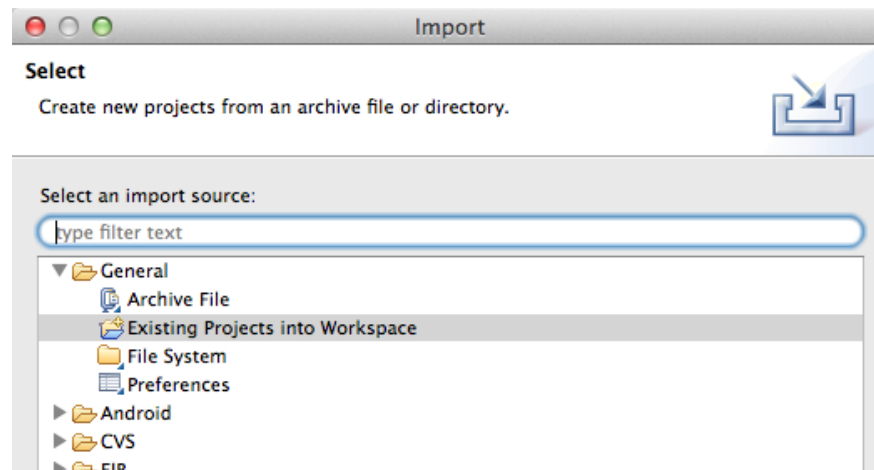 Import
Select
Create new projects from an archive file or directory.
Select an import source:
type filter text
General
Archive File
Existing Projects into Workspace
File System
Preferences
Android
CVS
EJB